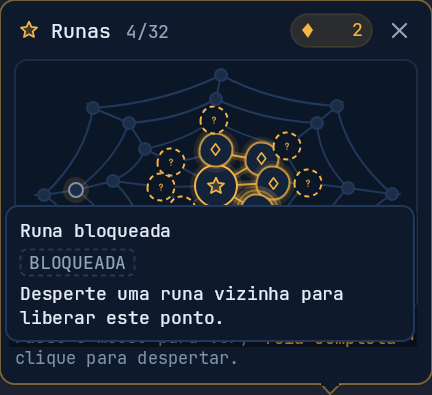 Runas 4/32
2
?
?
?
?
?
Runa bloqueada
BLOQUEADA
Desperte uma runa vizinha para
liberar este ponto.
clique para despertar.